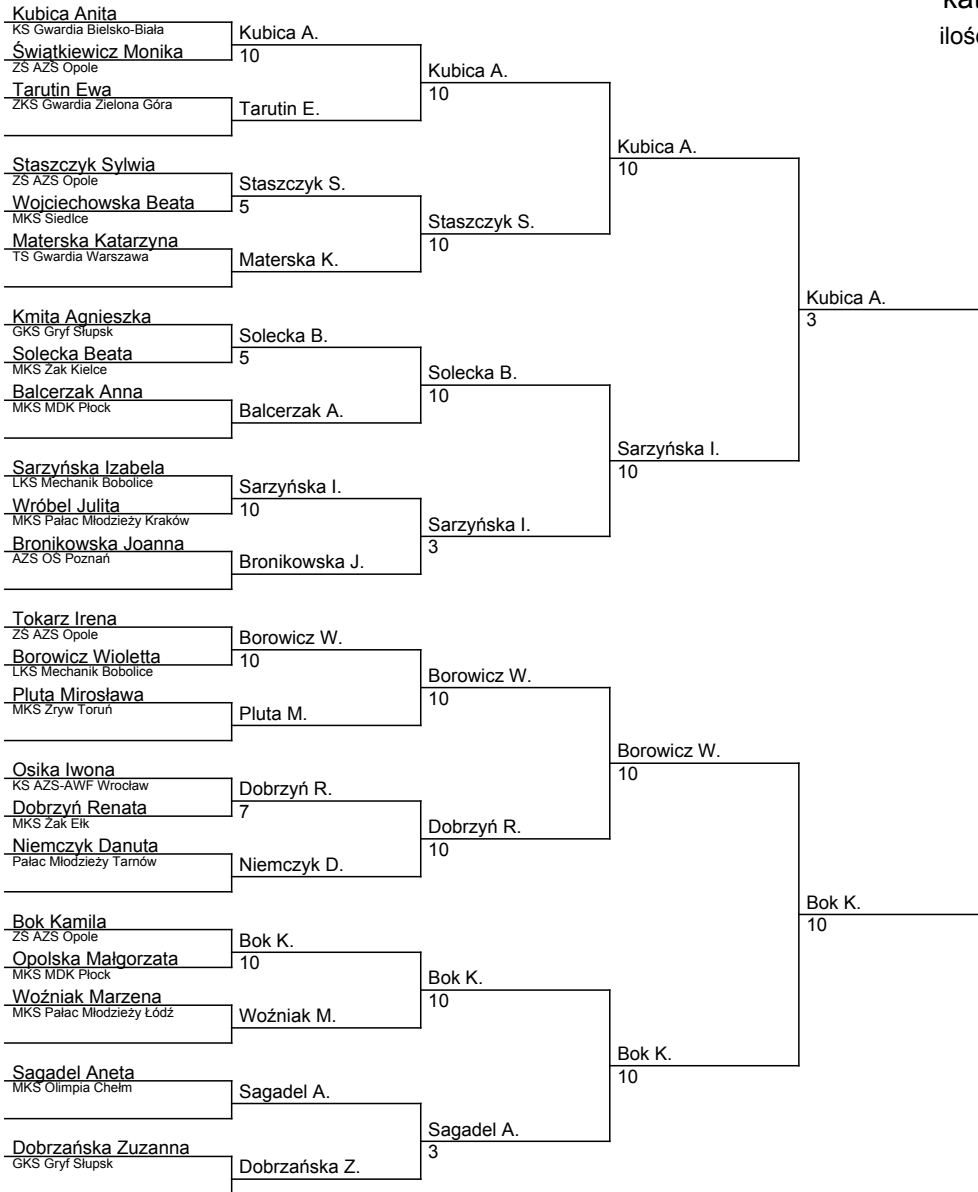 Kubica Anita
KS Gwardia Bielsko-Biała
Świątkiewicz Monika
ZŚ AZS Opole
Tarutin Ewa
ZKS Gwardia Zielona Góra
Staszczyk Sylwia
ZŚ AZS Opole
Wojciechowska Beata
MKS Siedlce
Materska Katarzyna
TS Gwardia Warszawa
Kmita Agnieszka
GKS Gryf Słupsk
Solecka Beata
MKS Żak Kielce
Balcerzak Anna
MKS MDK Płock
Sarzyńska Izabela
LKS Mechanik Bobolice
Wróbel Julita
MKS Pałac Młodzieży Kraków
Bronikowska Joanna
AZS OŚ Poznań
Tokarz Irena
ZŚ AZS Opole
Borowicz Wioletta
LKS Mechanik Bobolice
Pluta Mirosława
MKS Zryw Toruń
Osika Iwona
KS AZS-AWF Wrocław
Dobrzyń Renata
MKS Żak Ełk
Niemczyk Danuta
Pałac Młodzieży Tarnów
Bok Kamila
ZŚ AZS Opole
Opolska Małgorzata
MKS MDK Płock
Woźniak Marzena
MKS Pałac Młodzieży Łódź
Sagadel Aneta
MKS Olimpia Chełm
Dobrzańska Zuzanna
GKS Gryf Słupsk
Kubica A.
10
Tarutin E.
Staszczyk S.
5
Materska K.
Solecka B.
5
Balcerzak A.
Sarzyńska I.
10
Bronikowska J.
Borowicz W.
10
Pluta M.
Dobrzyń R.
7
Niemczyk D.
Bok K.
10
Woźniak M.
Sagadel A.
Dobrzańska Z.
Kubica A.
10
Staszczyk S.
10
Solecka B.
10
Sarzyńska I.
3
Borowicz W.
10
Dobrzyń R.
10
Bok K.
10
Sagadel A.
3
Kubica A.
10
Sarzyńska I.
10
Borowicz W.
10
Bok K.
10
Kubica A.
3
Bok K.
10